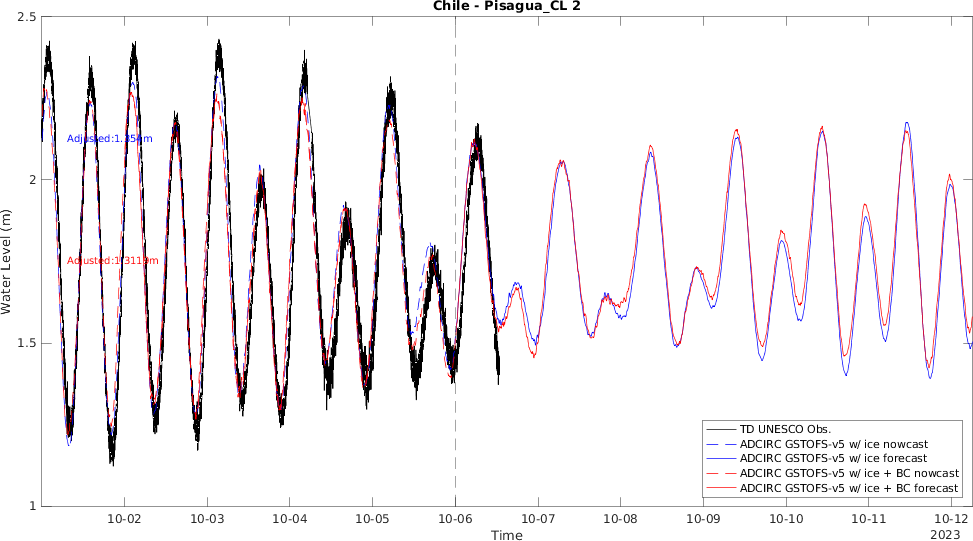 Chile - Pisagua_CL 2
2.5
2
1.5
1
Water Level (m)
Adjusted:1.354m
Adjusted:1.3119m
TD UNESCO Obs.
ADCIRC GSTOFS-v5 w/ ice nowcast
ADCIRC GSTOFS-v5 w/ ice forecast
ADCIRC GSTOFS-v5 w/ ice + BC nowcast
ADCIRC GSTOFS-v5 w/ ice + BC forecast
10-02 10-03 10-04 10-05 10-06 10-07 10-08 10-09 10-10 10-11 10-12
Time
2023